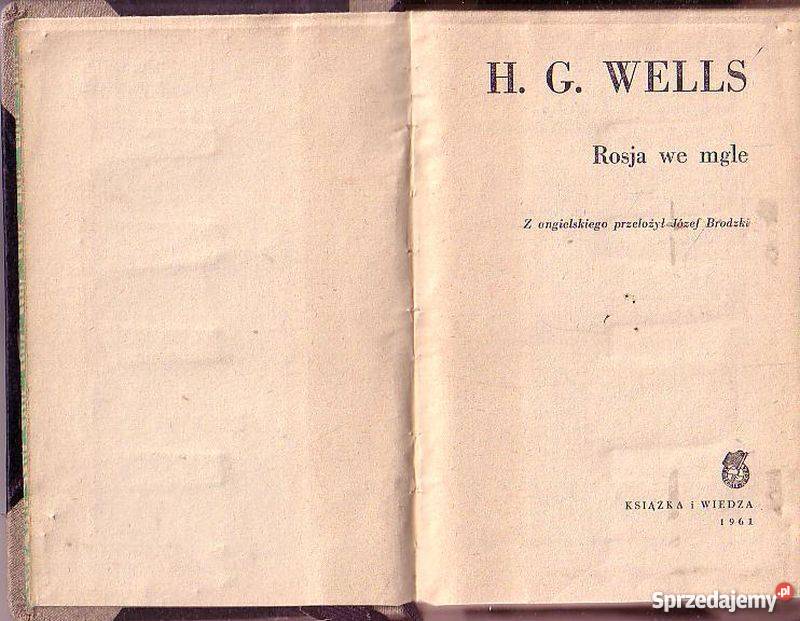 H. G. WELLS
Rosja we mgle
Z angielskiego przełożył Józef Brodzki
KSIĄŻKA i WIEDZA
1961
Sprzedajemy.pl